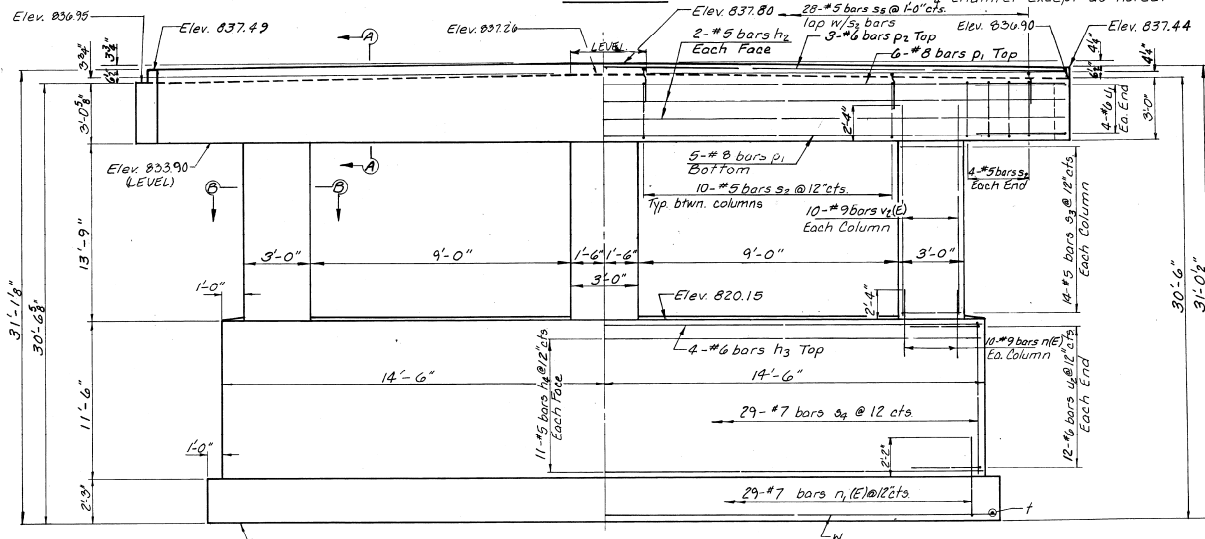 chamfer except as noted.
Elev. 836.95
Elev. 837.49
Elev. 837.80
28-#5 bars s5 @ 1'-0" cts.
lap w/s2 bars
Elev. 836.90
Elev. 837.44
A
837.26
LEVEL
2-#5 bars h2
Each Face
3-#6 bars p2 Top
6-#8 bars p1 Top
3¾"
3¾"
6½"
4¼"
6½"
4¼"
3'-0⅝"
2'-4"
4-#6 u1
Ea. End
3'-0"
Elev. 833.90
(LEVEL)
A
5-#8 bars p1
Bottom
4-#5 bars s2
Each End
B
B
10-#5 bars s2 @ 12" cts.
Typ. btwn. columns
10-#9 bars v2(E)
Each Column
14-#5 bars s3 @ 12" cts
Each Column
13'-9"
3'-0"
9'-0"
1'-6"
1'-6"
9'-0"
3'-0"
3'-0"
1'-0"
Elev. 820.15
2'-4"
31'-1⅛"
30'-6⅝"
30'-6"
31'-0½"
4-#6 bars h3 Top
10-#9 bars n(E)
Ea. Column
14'-6"
14'-6"
11'-6"
11-#5 bars h4 @ 12" cts
Each Face
29-#7 bars s4 @ 12 cts.
12-#6 bars u2 @ 12" cts.
Each End
1'-0"
2'-2"
2'-3"
29-#7 bars n1(E) @ 12" cts.
t
w